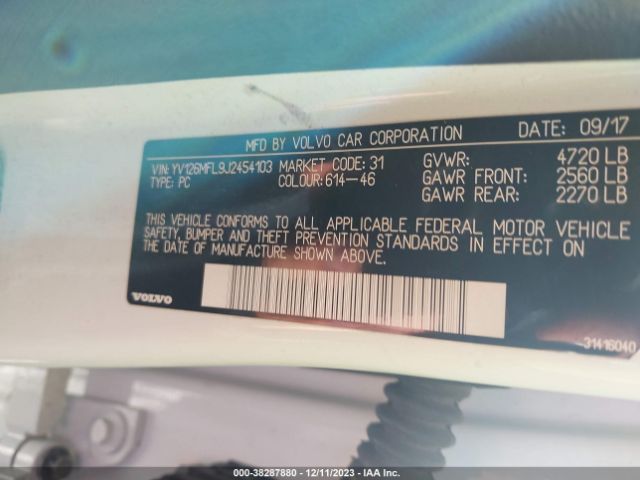 MFD BY VOLVO CAR CORPORATION DATE: 09/17
VIN: YV126MFL9J2454103 MARKET CODE: 31 GVWR: 4720 LB
TYPE: PC COLOUR: 614-46 GAWR FRONT: 2560 LB
GAWR REAR: 2270 LB
THIS VEHICLE CONFORMS TO ALL APPLICABLE FEDERAL MOTOR VEHICLE
SAFETY, BUMPER AND THEFT PREVENTION STANDARDS IN EFFECT ON
THE DATE OF MANUFACTURE SHOWN ABOVE.
VOLVO
31416040
000-38287880 - 12/11/2023 - IAA Inc.